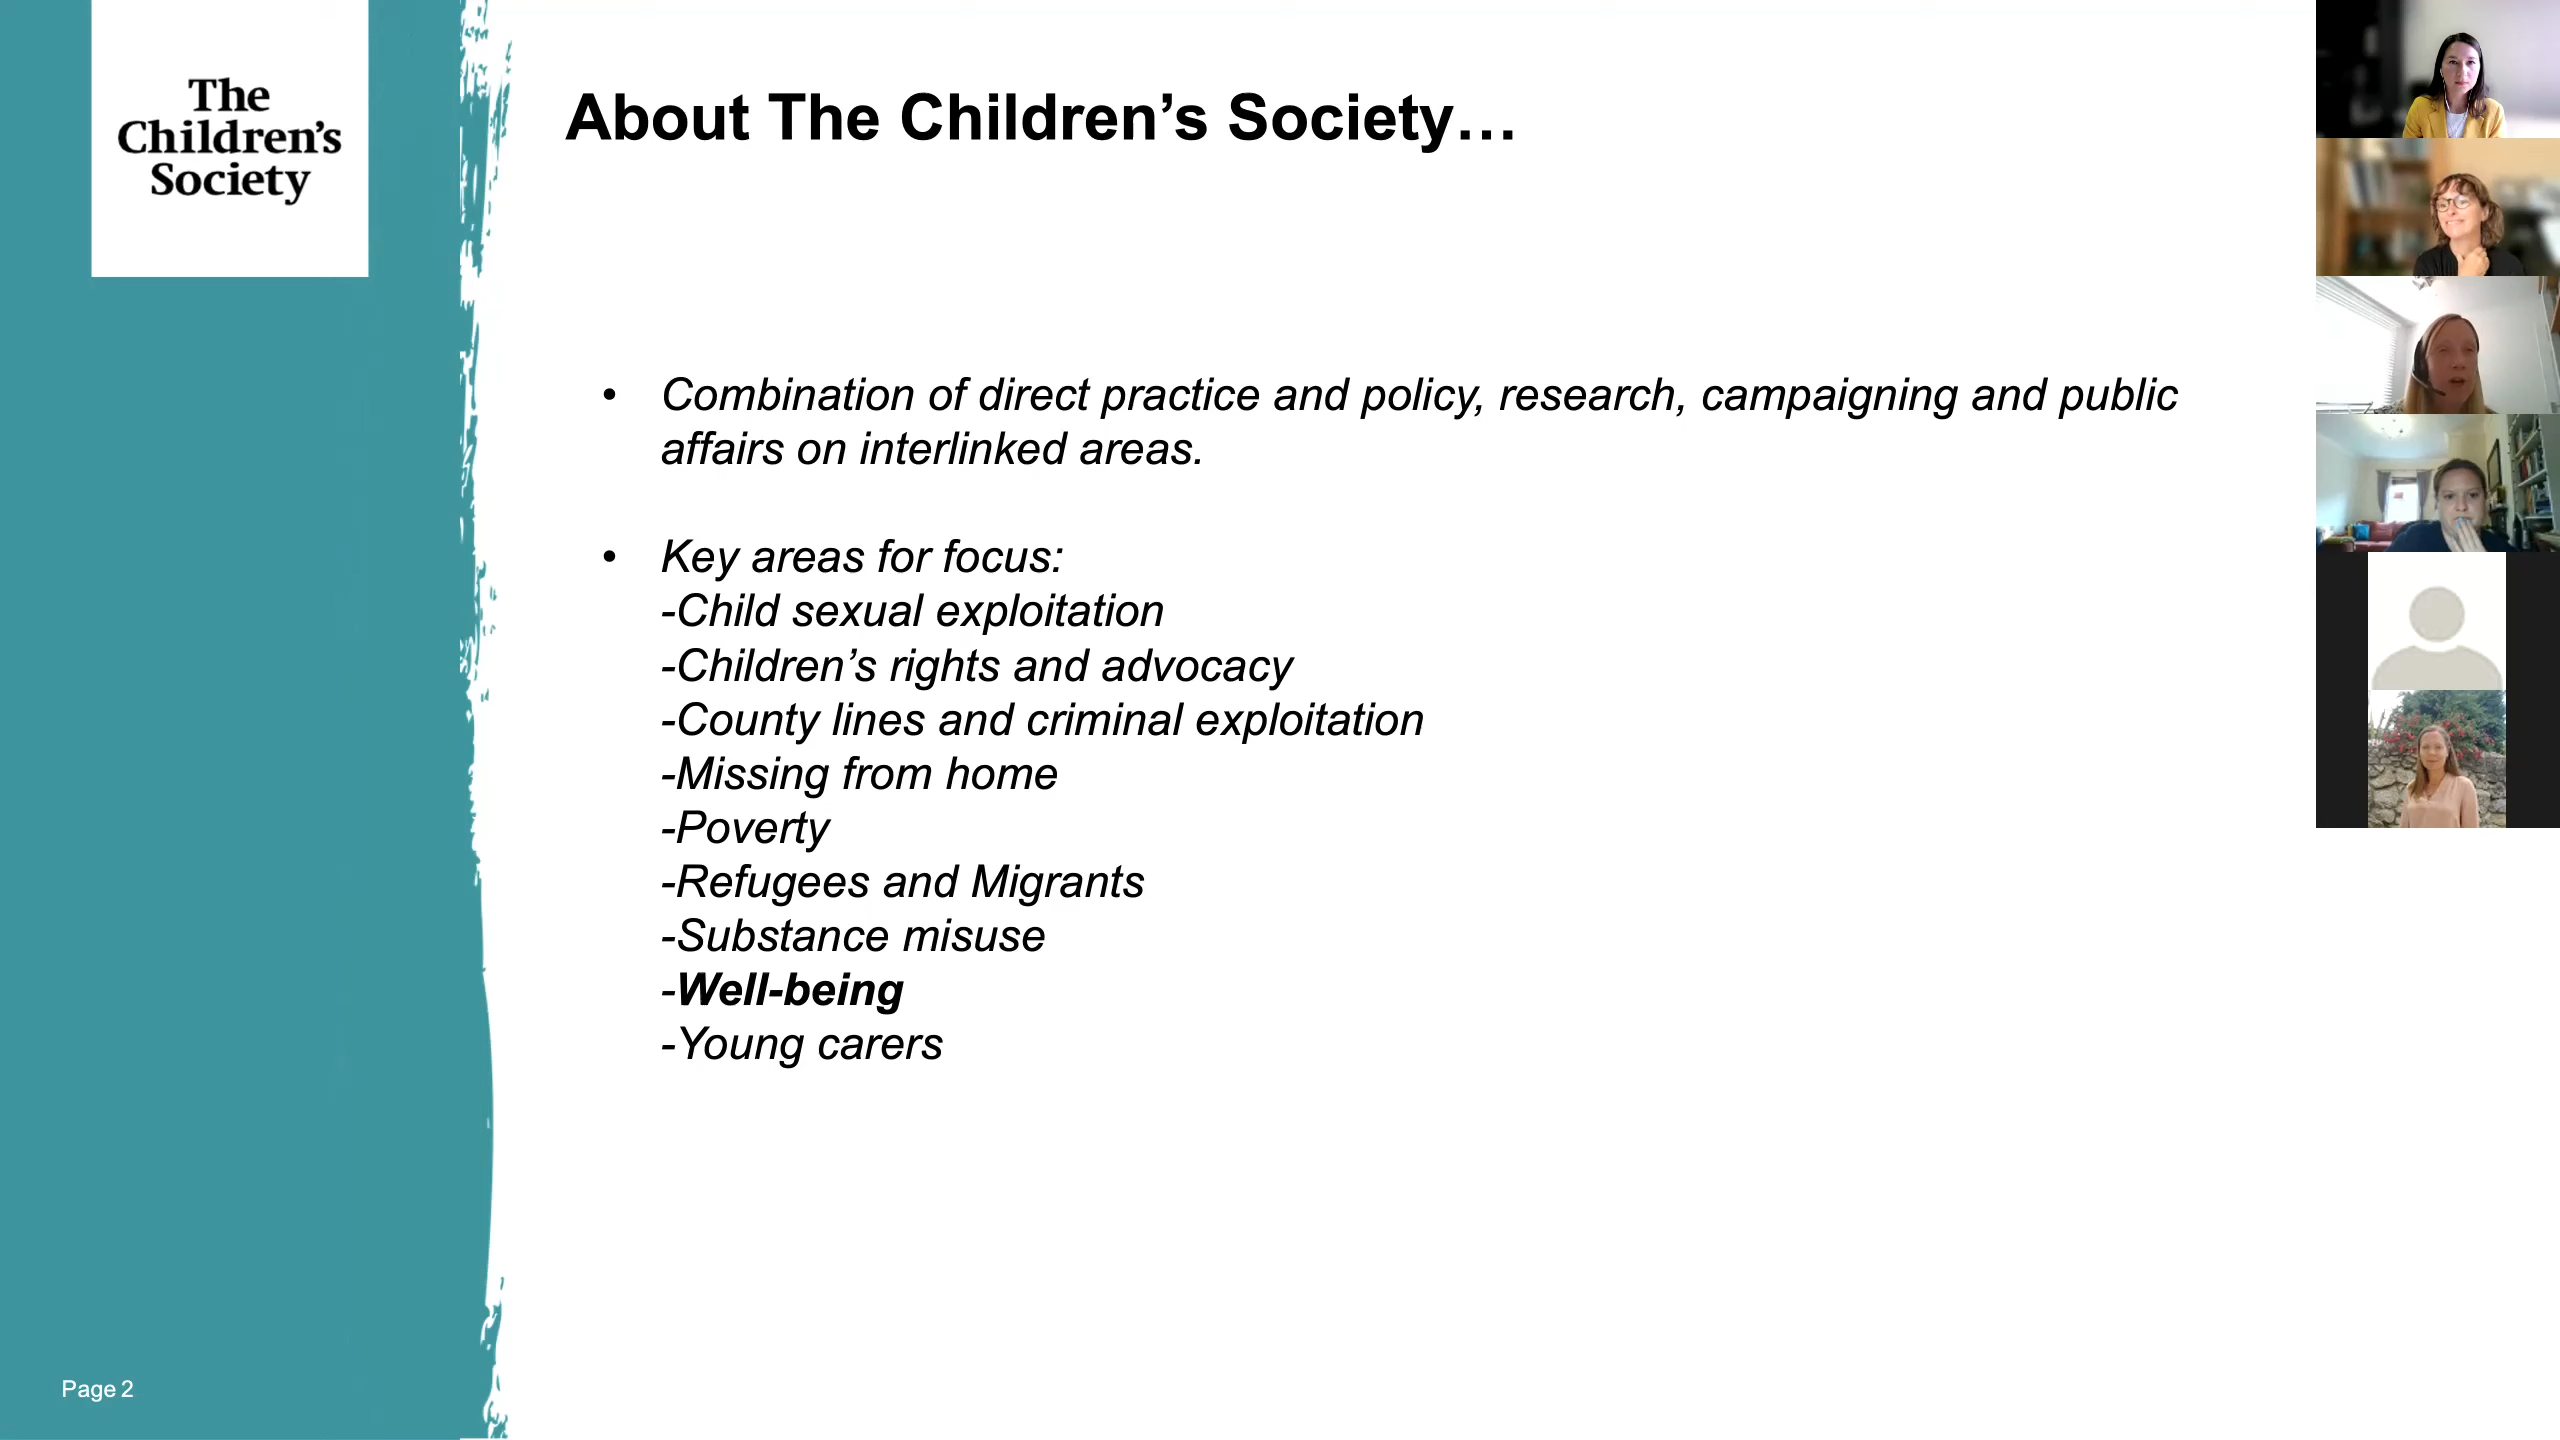 The
Children's
Society
About The Children's Society…
• Combination of direct practice and policy, research, campaigning and public
affairs on interlinked areas.
• Key areas for focus:
-Child sexual exploitation
-Children's rights and advocacy
-County lines and criminal exploitation
-Missing from home
-Poverty
-Refugees and Migrants
-Substance misuse
-Well-being
-Young carers
Page 2